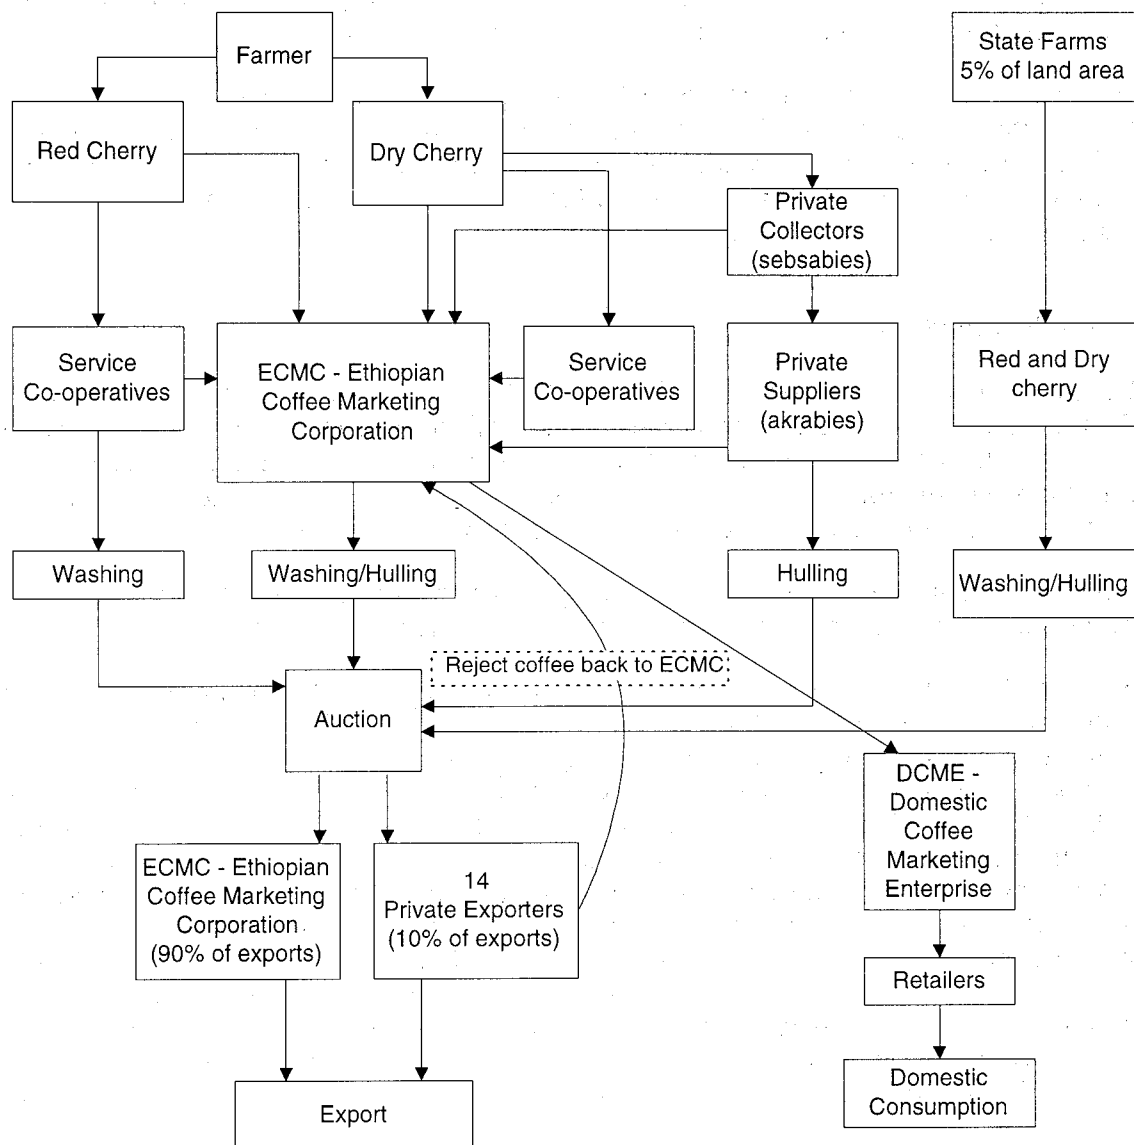 Farmer
State Farms
5% of land area
Red Cherry
Dry Cherry
Private
Collectors
(sebsabies)
Service
Co-operatives
ECMC - Ethiopian
Coffee Marketing
Corporation
Service
Co-operatives
Private
Suppliers
(akrabies)
Red and Dry
cherry
Washing
Washing/Hulling
Hulling
Washing/Hulling
Reject coffee back to ECMC
Auction
DCME -
Domestic
Coffee
Marketing
Enterprise
ECMC - Ethiopian
Coffee Marketing
Corporation
(90% of exports)
14
Private Exporters
(10% of exports)
Retailers
Domestic
Consumption
Export